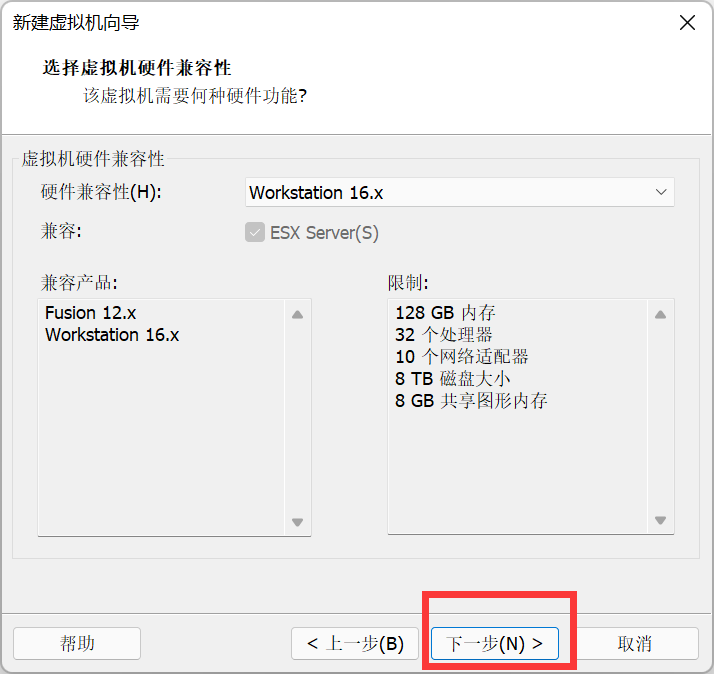 新建虚拟机向导
选择虚拟机硬件兼容性
该虚拟机需要何种硬件功能?
虚拟机硬件兼容性
硬件兼容性(H): Workstation 16.x
兼容: ESX Server(S)
兼容产品:
Fusion 12.x
Workstation 16.x
限制:
128 GB 内存
32 个处理器
10 个网络适配器
8 TB 磁盘大小
8 GB 共享图形内存
帮助 < 上一步(B) 下一步(N) > 取消